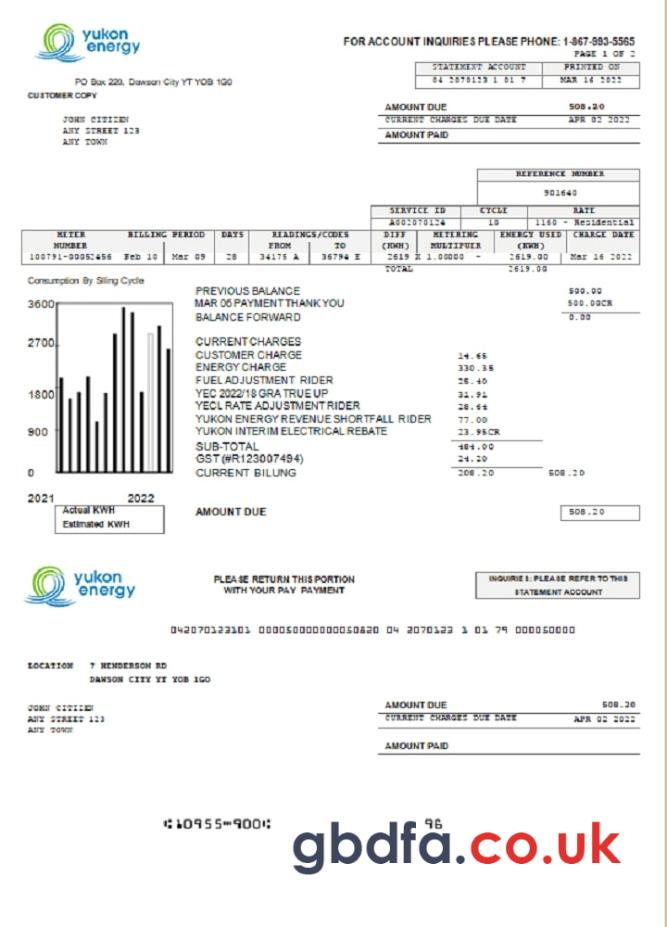 yukon
energy
FOR ACCOUNT INQUIRIES PLEASE PHONE: 1-867-993-5565
PAGE 1 OF 2
STATEMENT ACCOUNT PRINTED ON
04 2070123 1 01 7 MAR 16 2022
PO Box 220, Dawson City YT YOB 1G0
CUSTOMER COPY
AMOUNT DUE 508.20
CURRENT CHARGES DUE DATE APR 02 2022
AMOUNT PAID
JOHN CITIZEN
ANY STREET 123
ANY TOWN
REFERENCE NUMBER
901640
SERVICE ID CYCLE RATE
A002070124 10 1160 - Residential
METER NUMBER BILLING PERIOD DAYS READINGS/CODES FROM TO DIFF (KWH) METERING MULTIPUER ENERGY USED (KWH) CHARGE DATE
100791-00052456 Feb 10 Mar 09 28 34175 A 36794 E 2619 X 1.00000 - 2619.00 Mar 16 2022
TOTAL 2619.00
Consumption By Siling Cycle
3600
2700
1800
900
0
2021 2022
Actual KWH
Estimated KWH
PREVIOUS BALANCE 500.00
MAR 05 PAYMENT THANK YOU 500.00CR
BALANCE FORWARD 0.00
CURRENT CHARGES
CUSTOMER CHARGE 14.65
ENERGY CHARGE 330.35
FUEL ADJUSTMENT RIDER 25.40
YEC 2022/18 GRA TRUE UP 31.91
YECL RATE ADJUSTMENT RIDER 28.64
YUKON ENERGY REVENUE SHORTFALL RIDER 77.00
YUKON INTERIM ELECTRICAL REBATE 23.95CR
SUB-TOTAL 484.00
GST (#R123007494) 24.20
CURRENT BILUNG 208.20 508.20
AMOUNT DUE 508.20
yukon
energy
PLEASE RETURN THIS PORTION
WITH YOUR PAY PAYMENT
INQUIRIES: PLEASE REFER TO THIS
STATEMENT ACCOUNT
042070123101 0000500000000050820 04 2070123 1 01 79 000050000
LOCATION 7 HENDERSON RD
DAWSON CITY YT YOB 1GO
JOHN CITIZEN
ANY STREET 123
ANY TOWN
AMOUNT DUE 508.20
CURRENT CHARGES DUE DATE APR 02 2022
AMOUNT PAID
⑆10955⑉900⑆ 96
gbdfa.co.uk